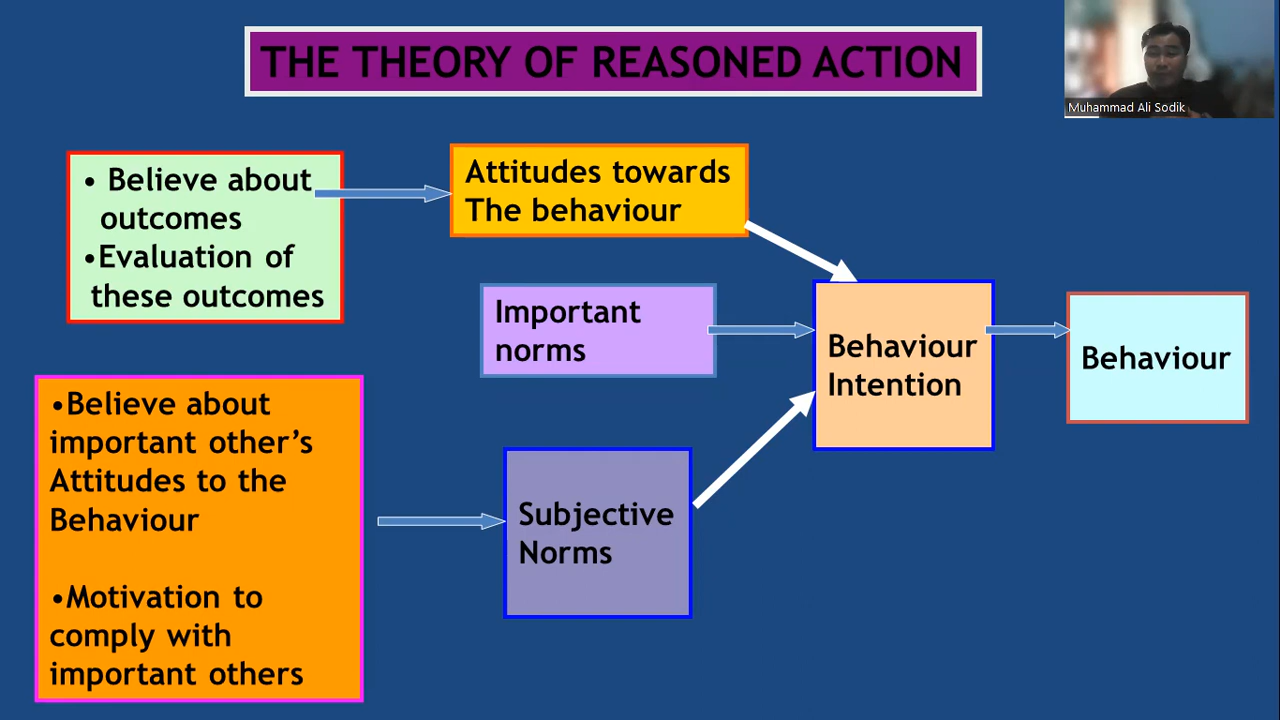 THE THEORY OF REASONED ACTION
Muhammad Ali Sodik
• Believe about
outcomes
•Evaluation of
these outcomes
Attitudes towards
The behaviour
Important
norms
Behaviour
Intention
Behaviour
•Believe about
important other’s
Attitudes to the
Behaviour
•Motivation to
comply with
important others
Subjective
Norms